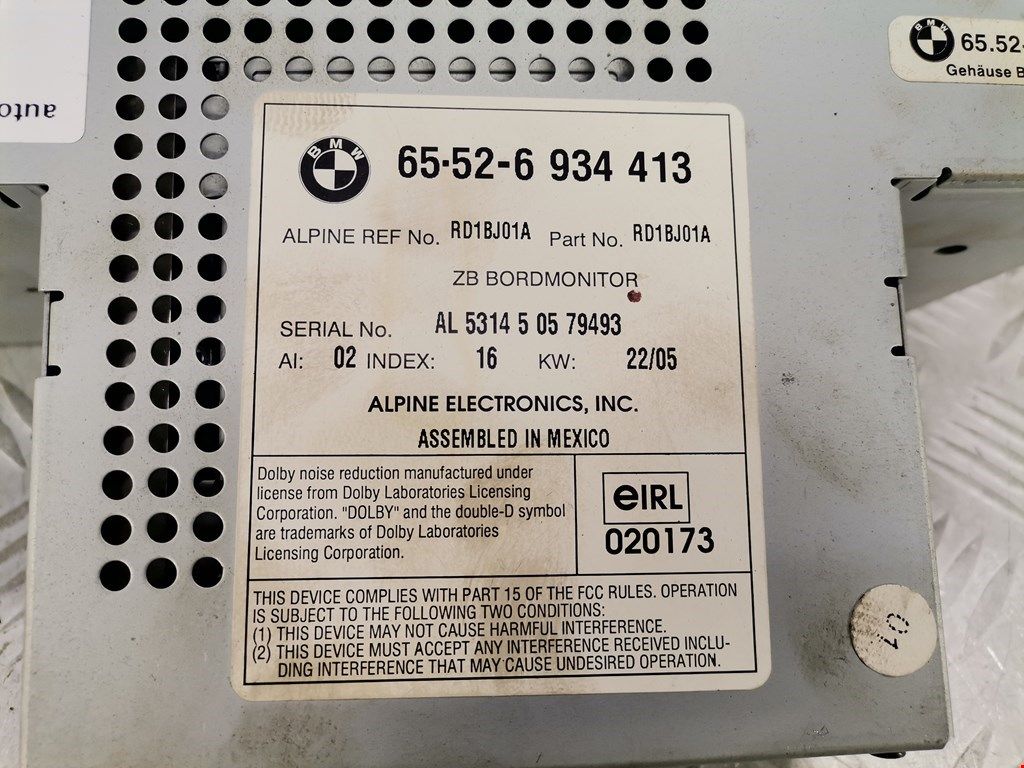 BMW
65.52-
Gehäuse B
auto
BMW
65-52-6 934 413
ALPINE REF No. RD1BJ01A Part No. RD1BJ01A
ZB BORDMONITOR
SERIAL No. AL 5314 5 05 79493
AI: 02 INDEX: 16 KW: 22/05
ALPINE ELECTRONICS, INC.
ASSEMBLED IN MEXICO
Dolby noise reduction manufactured under
license from Dolby Laboratories Licensing
Corporation. "DOLBY" and the double-D symbol
are trademarks of Dolby Laboratories
Licensing Corporation.
eIRL
020173
THIS DEVICE COMPLIES WITH PART 15 OF THE FCC RULES. OPERATION
IS SUBJECT TO THE FOLLOWING TWO CONDITIONS:
(1) THIS DEVICE MAY NOT CAUSE HARMFUL INTERFERENCE.
(2) THIS DEVICE MUST ACCEPT ANY INTERFERENCE RECEIVED INCLU-
DING INTERFERENCE THAT MAY CAUSE UNDESIRED OPERATION.
01